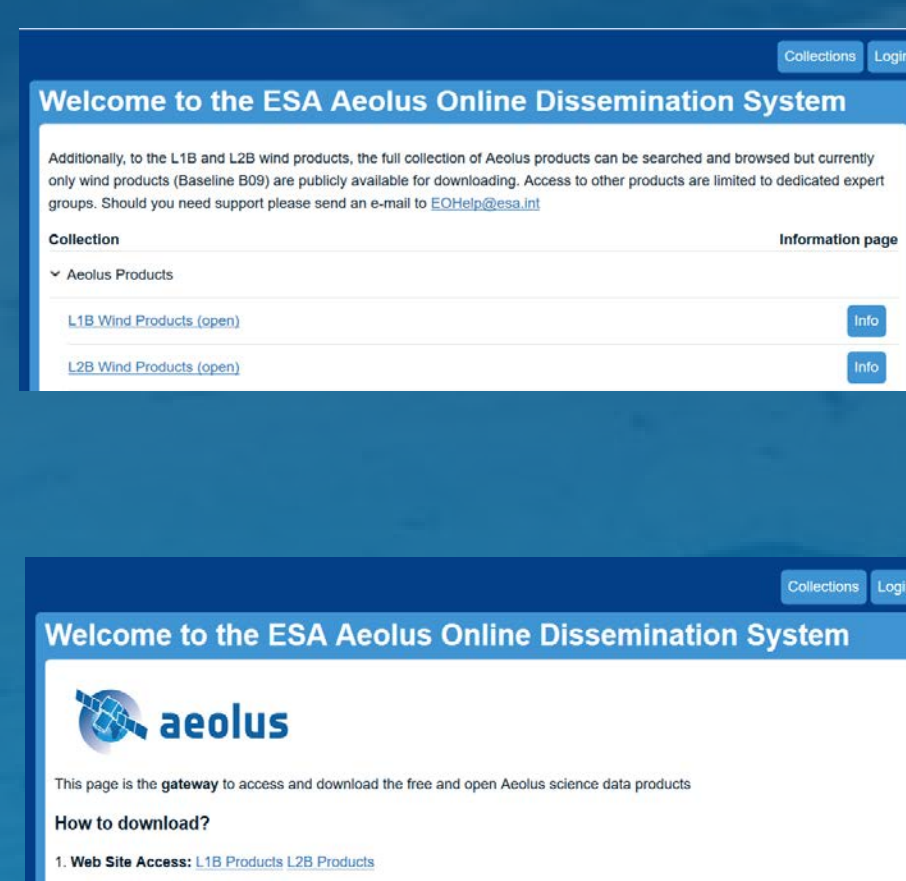 Collections Login
Welcome to the ESA Aeolus Online Dissemination System
Additionally, to the L1B and L2B wind products, the full collection of Aeolus products can be searched and browsed but currently
only wind products (Baseline B09) are publicly available for downloading. Access to other products are limited to dedicated expert
groups. Should you need support please send an e-mail to EOHelp@esa.int
Collection Information page
Aeolus Products
L1B Wind Products (open) Info
L2B Wind Products (open) Info
Collections Logi
Welcome to the ESA Aeolus Online Dissemination System
aeolus
This page is the gateway to access and download the free and open Aeolus science data products
How to download?
1. Web Site Access: L1B Products L2B Products